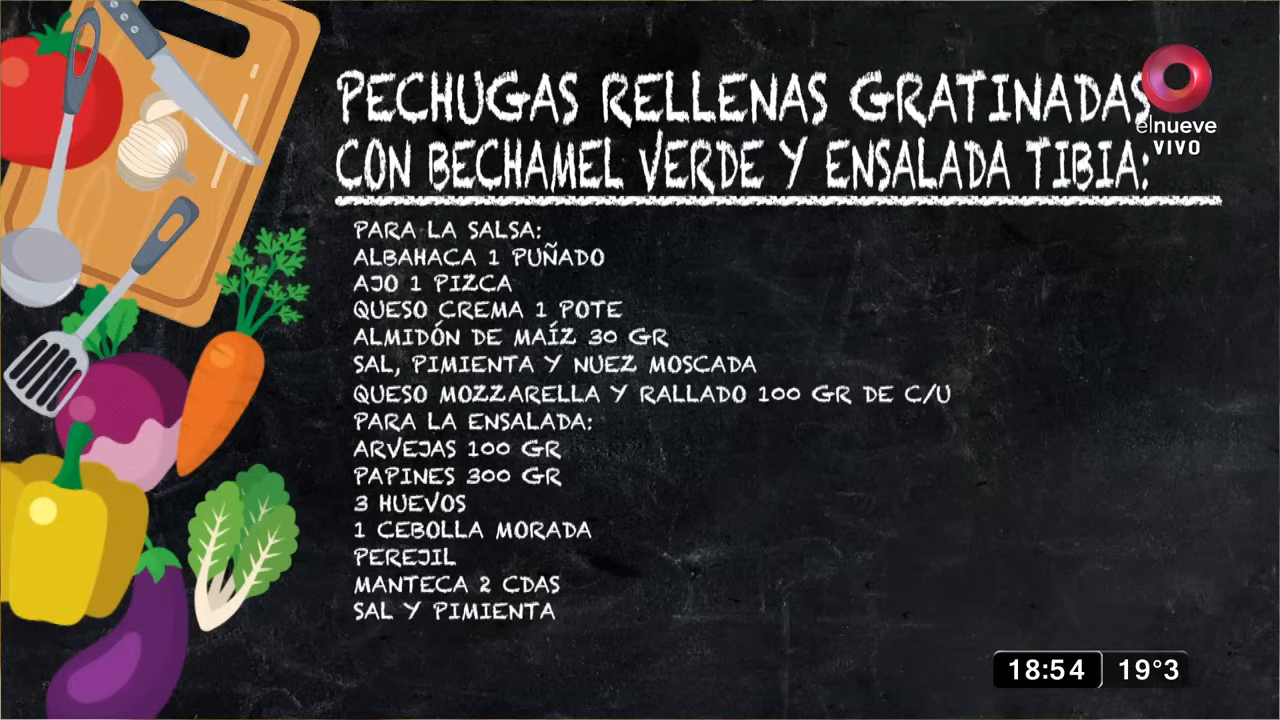 PECHUGAS RELLENAS GRATINADAS
CON BECHAMEL VERDE Y ENSALADA TIBIA:
elnueve
VIVO
PARA LA SALSA:
ALBAHACA 1 PUÑADO
AJO 1 PIZCA
QUESO CREMA 1 POTE
ALMIDÓN DE MAÍZ 30 GR
SAL, PIMIENTA Y NUEZ MOSCADA
QUESO MOZZARELLA Y RALLADO 100 GR DE C/U
PARA LA ENSALADA:
ARVEJAS 100 GR
PAPINES 300 GR
3 HUEVOS
1 CEBOLLA MORADA
PEREJIL
MANTECA 2 CDAS
SAL Y PIMIENTA
18:54 19°3